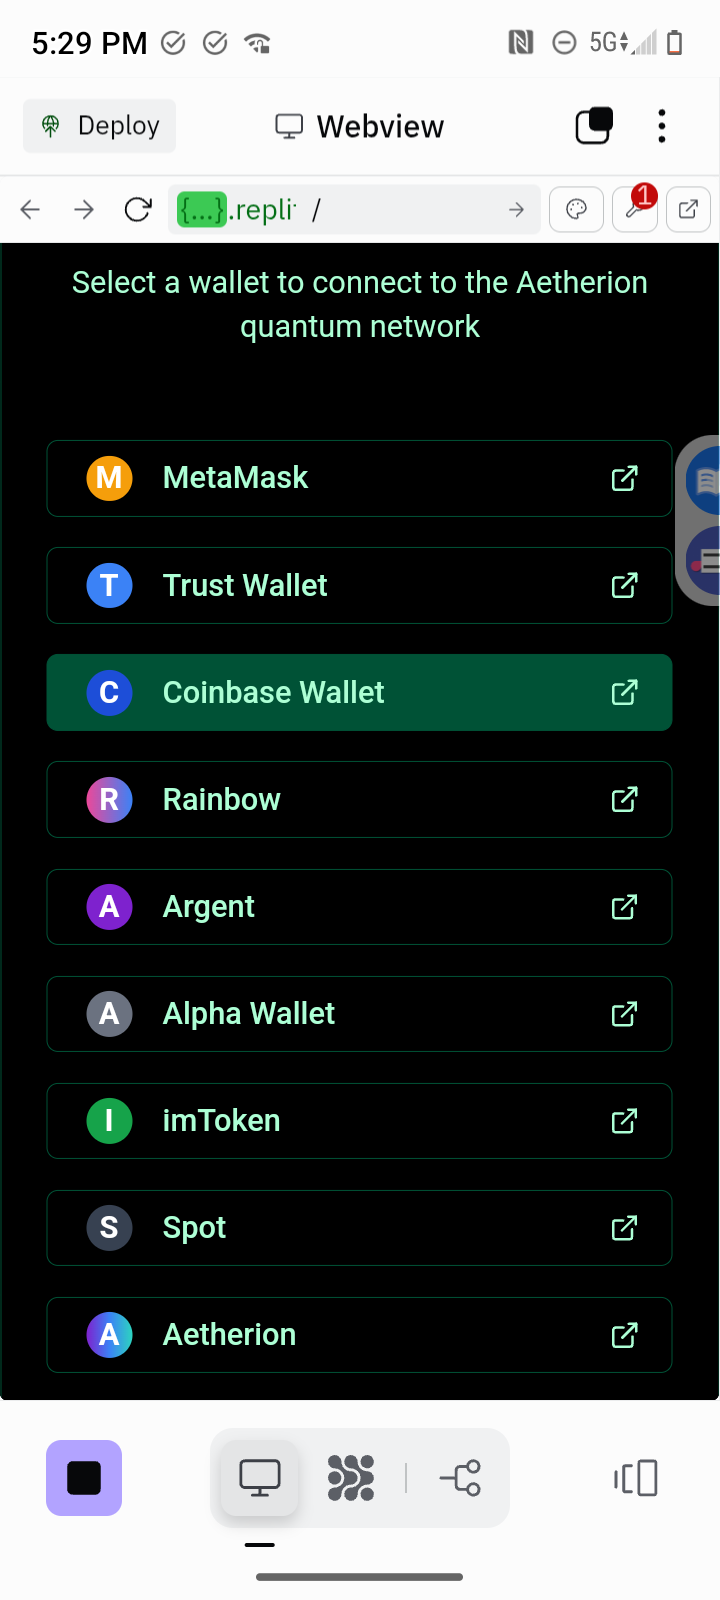 5:29 PM
5G
Deploy
Webview
{...}.replit /
1
Select a wallet to connect to the Aetherion
quantum network
M MetaMask
T Trust Wallet
C Coinbase Wallet
R Rainbow
A Argent
A Alpha Wallet
I imToken
S Spot
A Aetherion